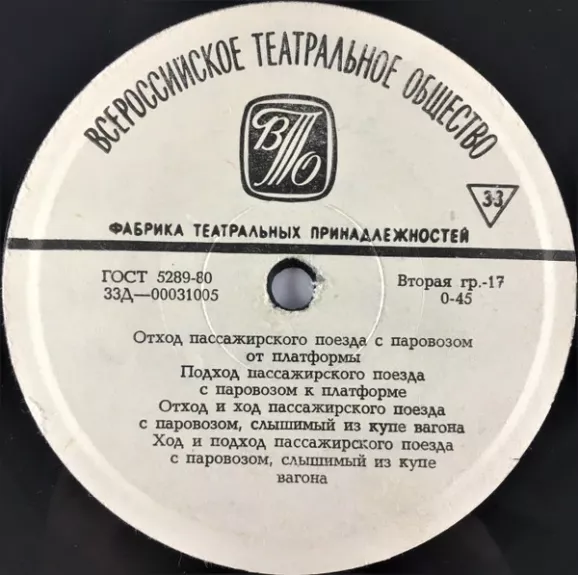 ВСЕРОССИЙСКОЕ ТЕАТРАЛЬНОЕ ОБЩЕСТВО
ВТО
33
ФАБРИКА ТЕАТРАЛЬНЫХ ПРИНАДЛЕЖНОСТЕЙ
ГОСТ 5289-80
Вторая гр.-17
33Д—00031005
0-45
Отход пассажирского поезда с паровозом
от платформы
Подход пассажирского поезда
с паровозом к платформе
Отход и ход пассажирского поезда
с паровозом, слышимый из купе вагона
Ход и подход пассажирского поезда
с паровозом, слышимый из купе
вагона